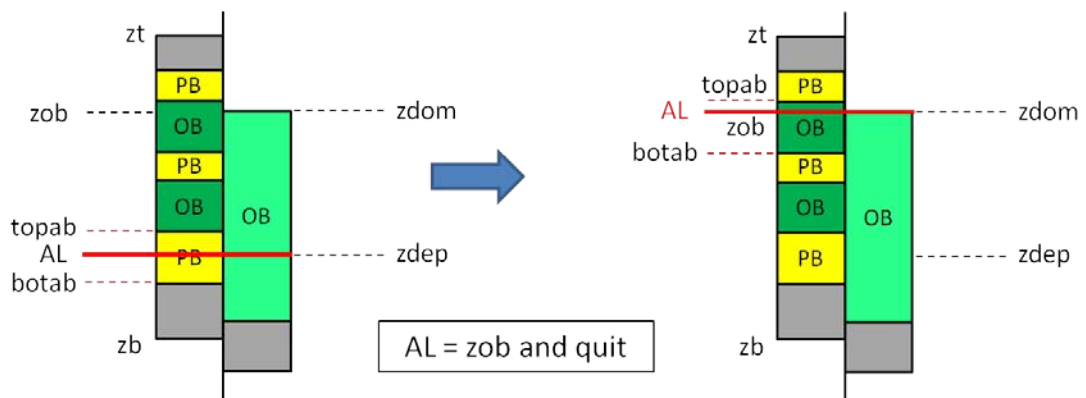 zt
PB
zob
zdom
OB
PB
OB
OB
topab
AL
PB
zdep
botab
zb
AL = zob and quit
zt
topab
PB
AL
zdom
zob
OB
botab
PB
OB
OB
PB
zdep
zb